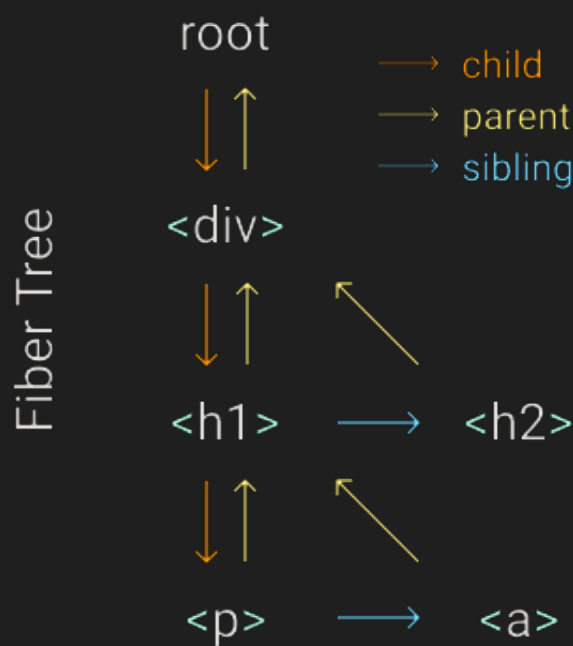 root
child
parent
sibling
Fiber Tree
<div>
<h1> <h2>
<p> <a>